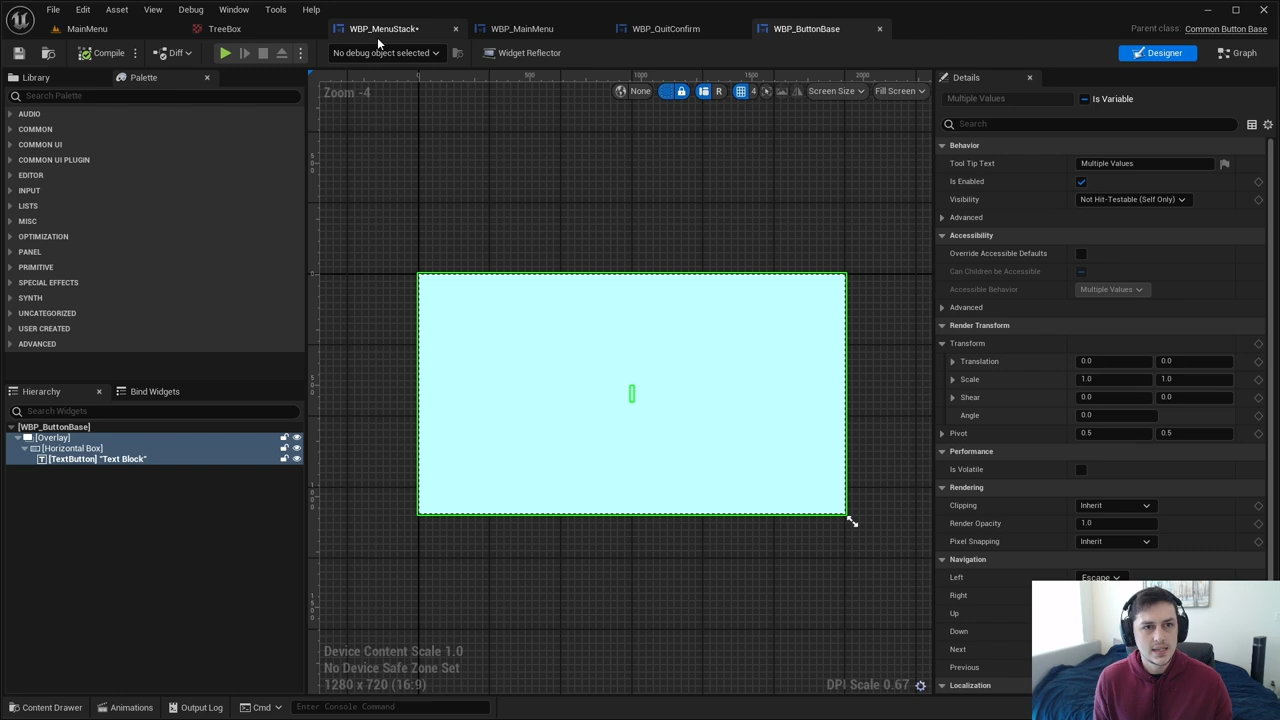 File Edit Asset View Debug Window Tools Help
MainMenu TreeBox WBP_MenuStack* WBP_MainMenu WBP_QuitConfirm WBP_ButtonBase Parent class: Common Button Base
Compile Diff No debug object selected Widget Reflector Designer Graph
Library Palette
Search Palette
AUDIO
COMMON
COMMON UI
COMMON UI PLUGIN
EDITOR
INPUT
LISTS
MISC
OPTIMIZATION
PANEL
PRIMITIVE
SPECIAL EFFECTS
SYNTH
UNCATEGORIZED
USER CREATED
ADVANCED
Hierarchy Bind Widgets
Search Widgets
[WBP_ButtonBase]
[Overlay]
[Horizontal Box]
[TextButton] "Text Block"
0 500 1000 1500 2000
Zoom -4
None R 4 Screen Size Fill Screen
Device Content Scale 1.0
No Device Safe Zone Set
1280 x 720 (16:9)
DPI Scale 0.67
Details
Multiple Values Is Variable
Search
Behavior
Tool Tip Text Multiple Values
Is Enabled
Visibility Not Hit-Testable (Self Only)
Advanced
Accessibility
Override Accessible Defaults
Can Children be Accessible
Accessible Behavior Multiple Values
Advanced
Render Transform
Transform
Translation 0.0 0.0
Scale 1.0 1.0
Shear 0.0 0.0
Angle 0.0
Pivot 0.5 0.5
Performance
Is Volatile
Rendering
Clipping Inherit
Render Opacity 1.0
Pixel Snapping Inherit
Navigation
Left Escape
Right
Up
Down
Next
Previous
Localization
Content Drawer Animations Output Log Cmd Enter Console Command